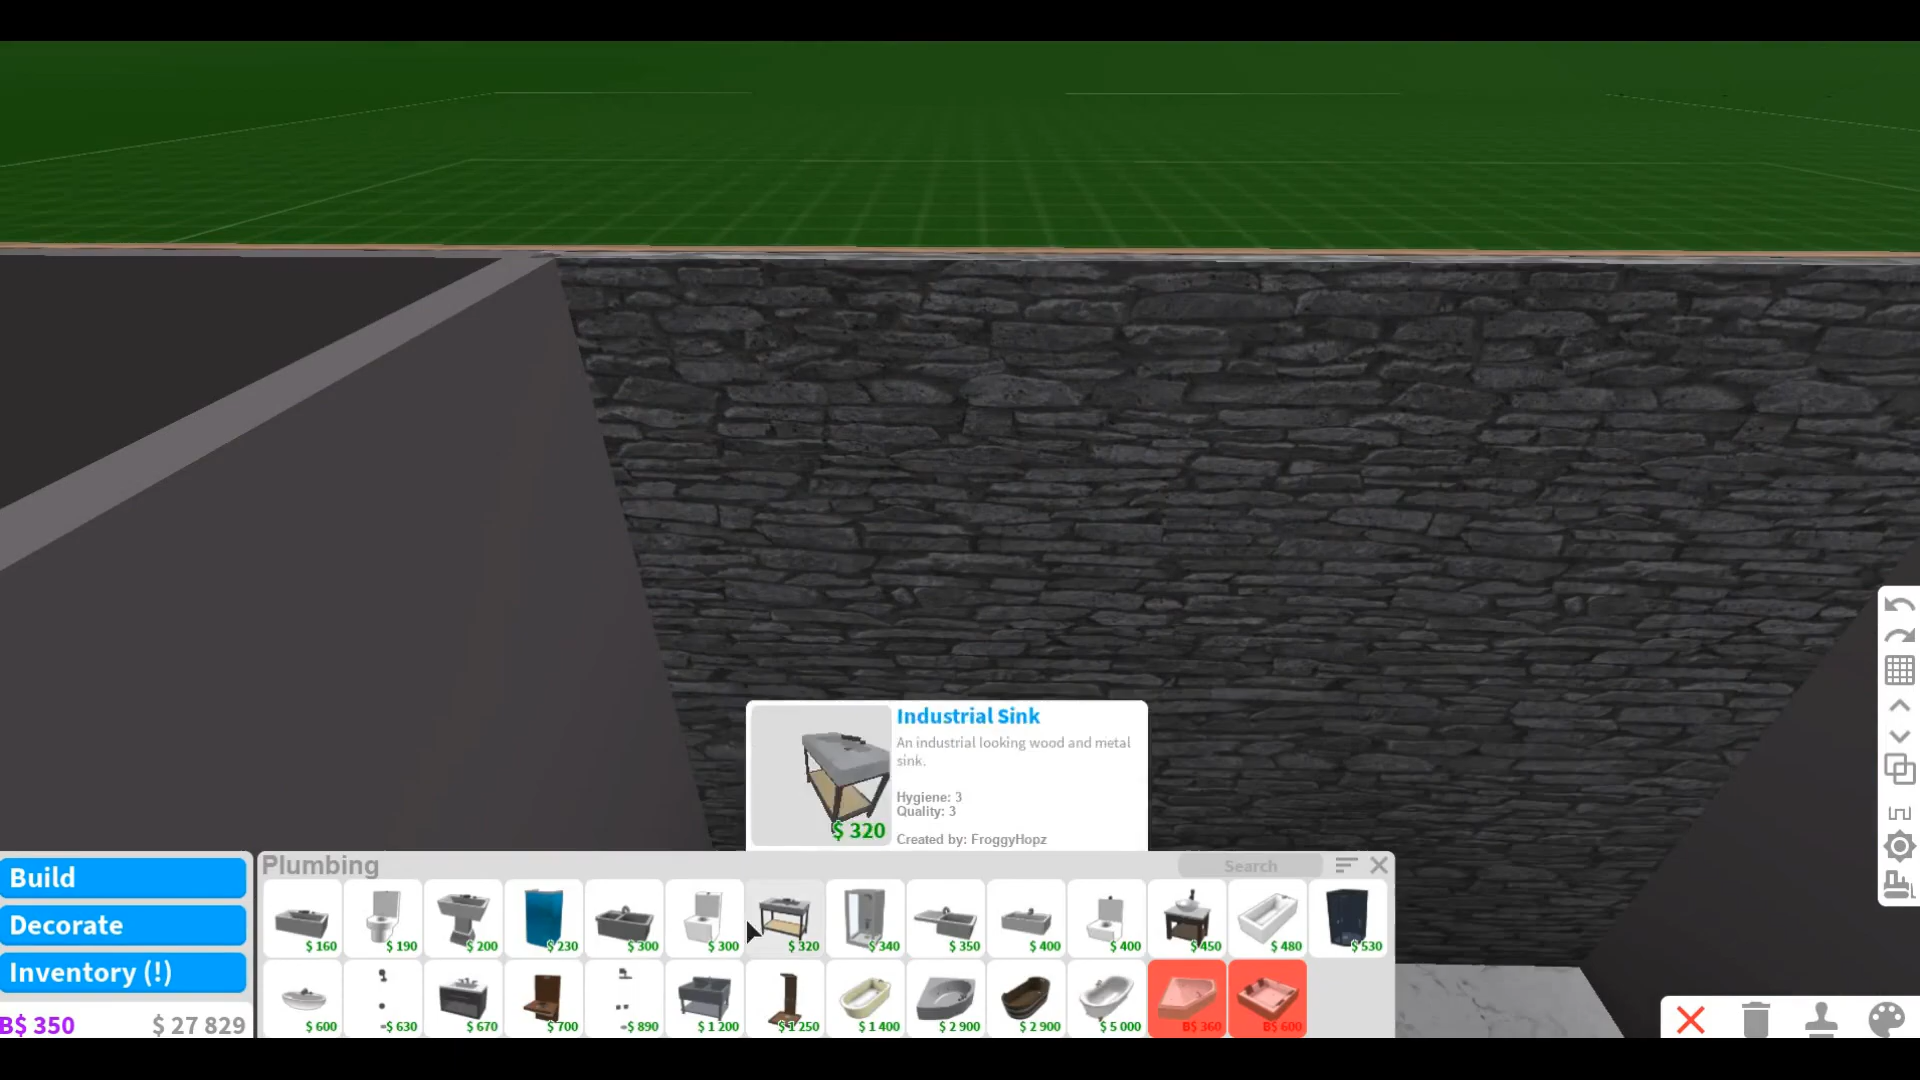 Industrial Sink
An industrial looking wood and metal
sink.
Hygiene: 3
Quality: 3
$ 320
Created by: FroggyHopz
Build
Decorate
Inventory (!)
B$ 350 $ 27 829
Plumbing
Search
$ 160 $ 190 $ 200 $ 230 $ 300 $ 300 $ 320 $ 340 $ 350 $ 400 $ 400 $ 450 $ 480 $ 530
$ 600 $ 630 $ 670 $ 700 $ 890 $ 1 200 $ 1 250 $ 1 400 $ 2 900 $ 2 900 $ 5 000 B$ 360 B$ 600